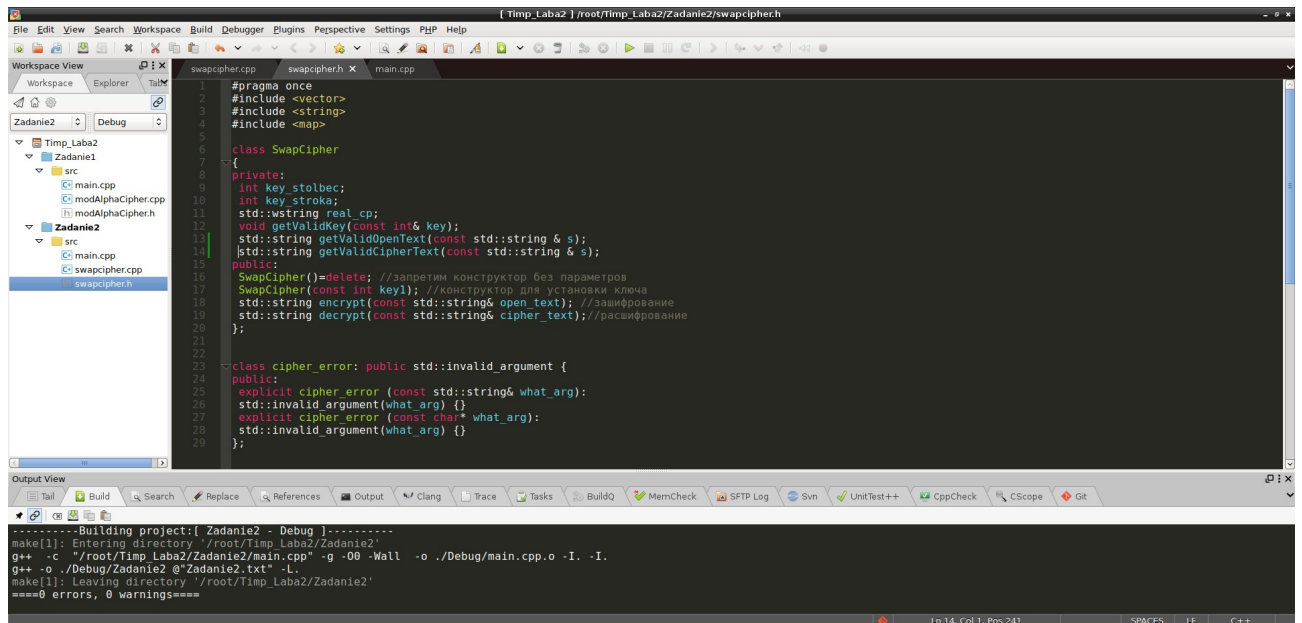 [ Timp_Laba2 ] /root/Timp_Laba2/Zadanie2/swapcipher.h
File Edit View Search Workspace Build Debugger Plugins Perspective Settings PHP Help
Workspace View
swapcipher.cpp swapcipher.h main.cpp
Workspace Explorer Tabs
Zadanie2 Debug
Timp_Laba2
Zadanie1
src
main.cpp
modAlphaCipher.cpp
modAlphaCipher.h
Zadanie2
src
main.cpp
swapcipher.cpp
swapcipher.h
1 #pragma once
2 #include <vector>
3 #include <string>
4 #include <map>
5
6 class SwapCipher
7 {
8 private:
9 int key_stolbec;
10 int key_stroka;
11 std::wstring real_cp;
12 void getValidKey(const int& key);
13 std::string getValidOpenText(const std::string & s);
14 std::string getValidCipherText(const std::string & s);
15 public:
16 SwapCipher()=delete; //запретим конструктор без параметров
17 SwapCipher(const int key1); //конструктор для установки ключа
18 std::string encrypt(const std::string& open_text); //зашифрование
19 std::string decrypt(const std::string& cipher_text);//расшифрование
20 };
21
22
23 class cipher_error: public std::invalid_argument {
24 public:
25 explicit cipher_error (const std::string& what_arg):
26 std::invalid_argument(what_arg) {}
27 explicit cipher_error (const char* what_arg):
28 std::invalid_argument(what_arg) {}
29 };
Output View
Tail Build Search Replace References Output Clang Trace Tasks BuildQ MemCheck SFTP Log Svn UnitTest++ CppCheck CScope Git
----------Building project:[ Zadanie2 - Debug ]----------
make[1]: Entering directory '/root/Timp_Laba2/Zadanie2'
g++ -c "/root/Timp_Laba2/Zadanie2/main.cpp" -g -O0 -Wall -o ./Debug/main.cpp.o -I. -I.
g++ -o ./Debug/Zadanie2 @"Zadanie2.txt" -L.
make[1]: Leaving directory '/root/Timp_Laba2/Zadanie2'
====0 errors, 0 warnings====
Ln 14, Col 1, Pos 241 SPACES LF C++